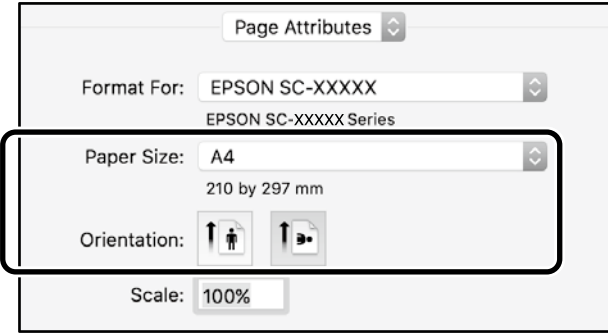 Page Attributes
Format For: EPSON SC-XXXXX
EPSON SC-XXXXX Series
Paper Size: A4
210 by 297 mm
Orientation:
Scale: 100%